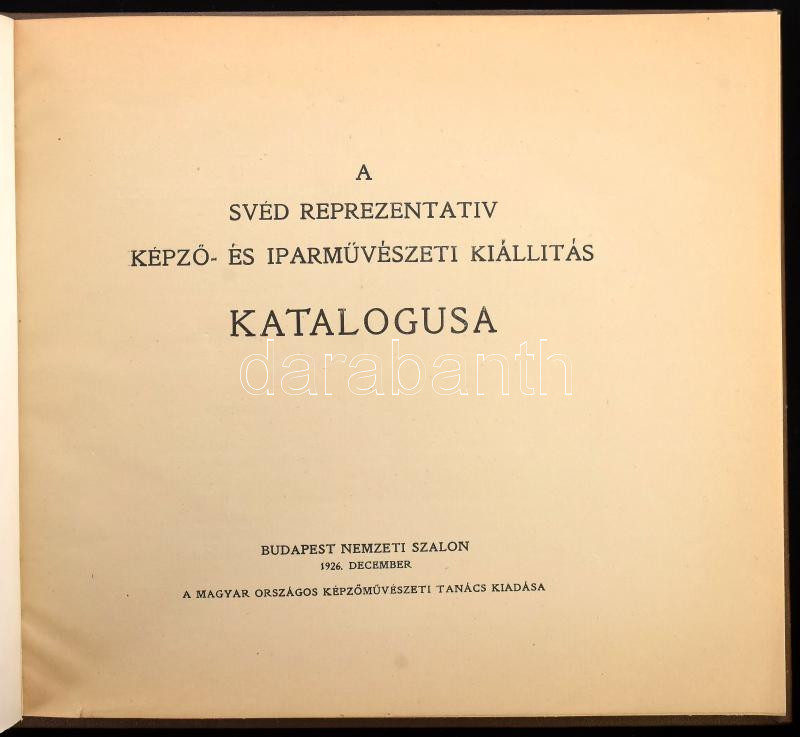 A
SVÉD REPREZENTATIV
KÉPZŐ- ÉS IPARMŰVÉSZETI KIÁLLITÁS
KATALOGUSA
darabanth
BUDAPEST NEMZETI SZALON
1926. DECEMBER
A MAGYAR ORSZÁGOS KÉPZŐMŰVÉSZETI TANÁCS KIADÁSA